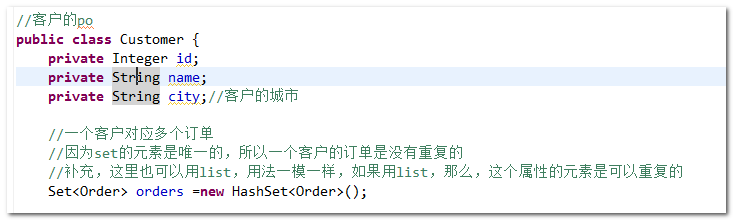 //客户的po
public class Customer {
private Integer id;
private String name;
private String city;//客户的城市
//一个客户对应多个订单
//因为set的元素是唯一的，所以一个客户的订单是没有重复的
//补充，这里也可以用list，用法一模一样，如果用list，那么，这个属性的元素是可以重复的
Set<Order> orders =new HashSet<Order>();